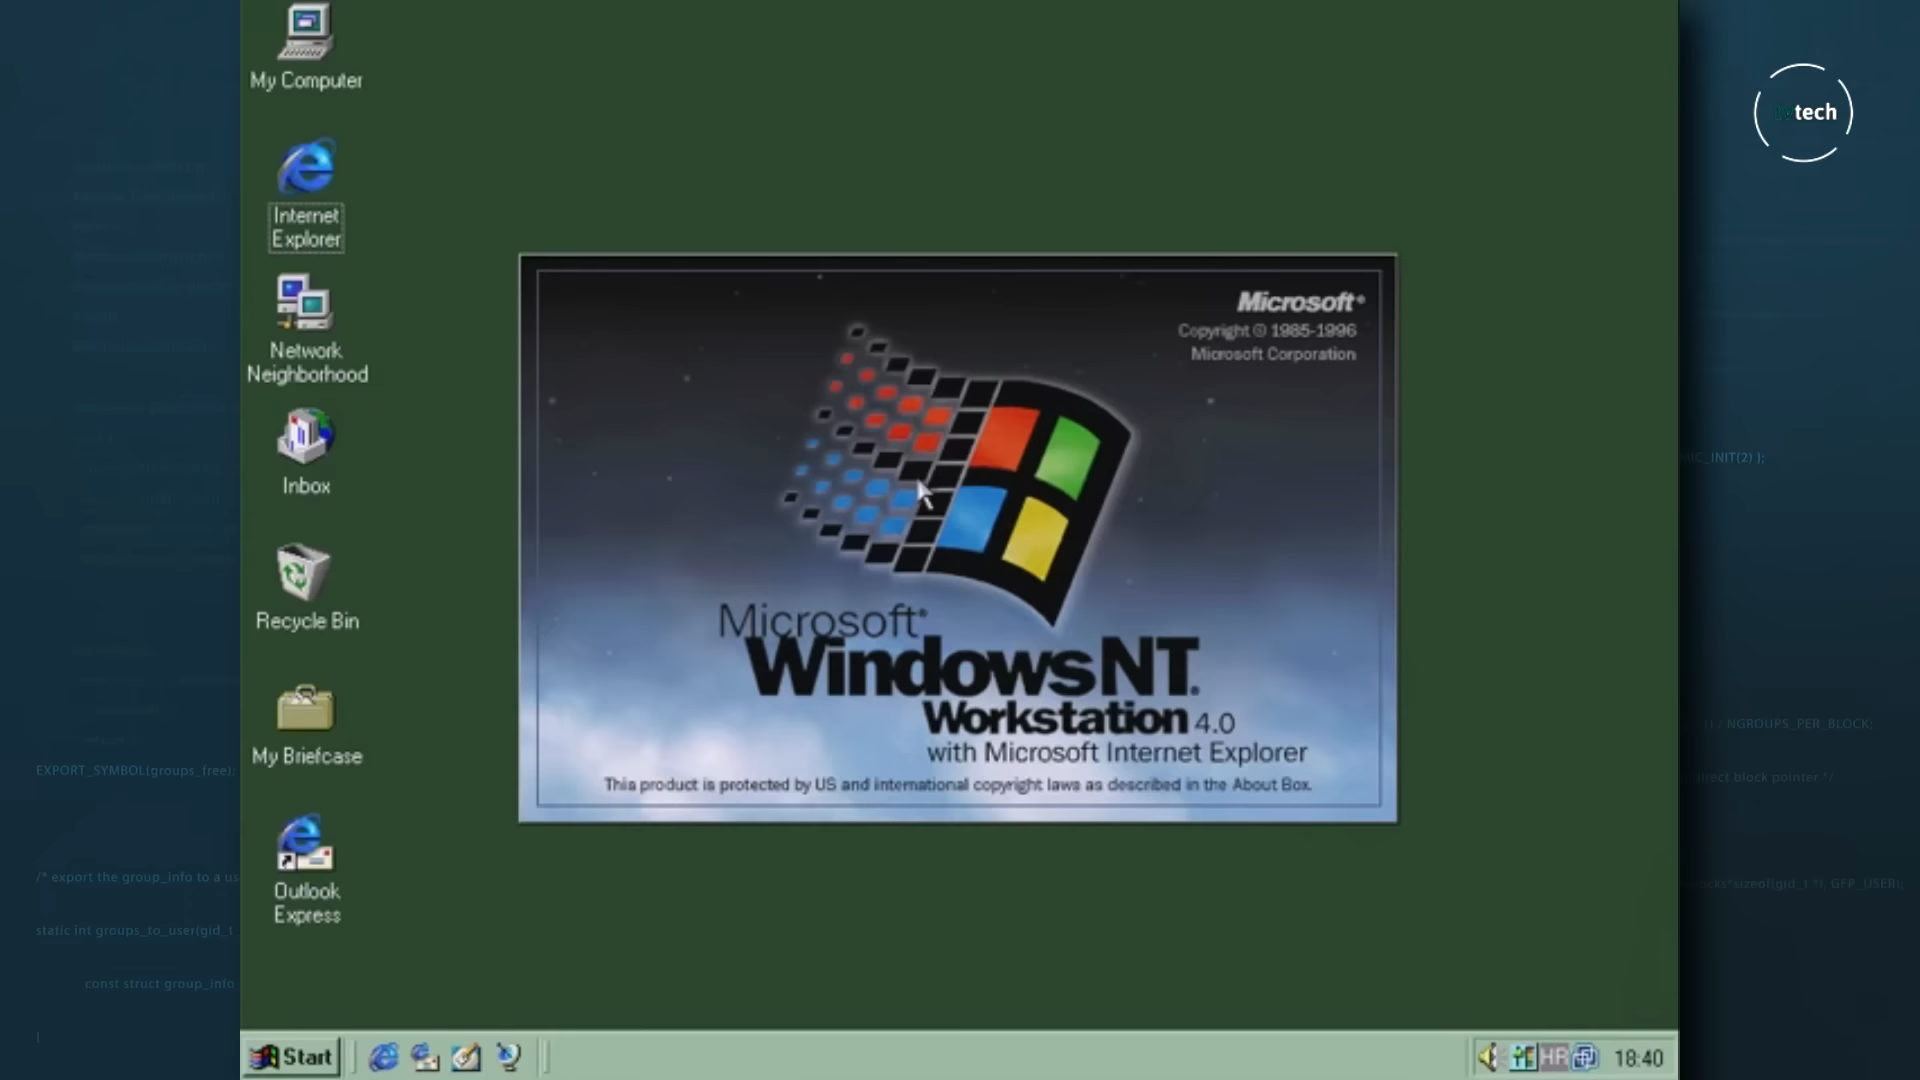 My Computer
Internet
Explorer
Network
Neighborhood
Inbox
Recycle Bin
My Briefcase
Outlook
Express
Microsoft®
Copyright © 1985-1996
Microsoft Corporation
Microsoft®
WindowsNT®
Workstation 4.0
with Microsoft Internet Explorer
This product is protected by US and international copyright laws as described in the About Box.
Start
HR
18:40
tech
EXPORT_SYMBOL(groups_free);
/* export the group_info to a us
static int groups_to_user(gid_t
const struct group_info
_INIT(2) };
/ NGROUPS_PER_BLOCK;
block pointer */
GFP_USER);